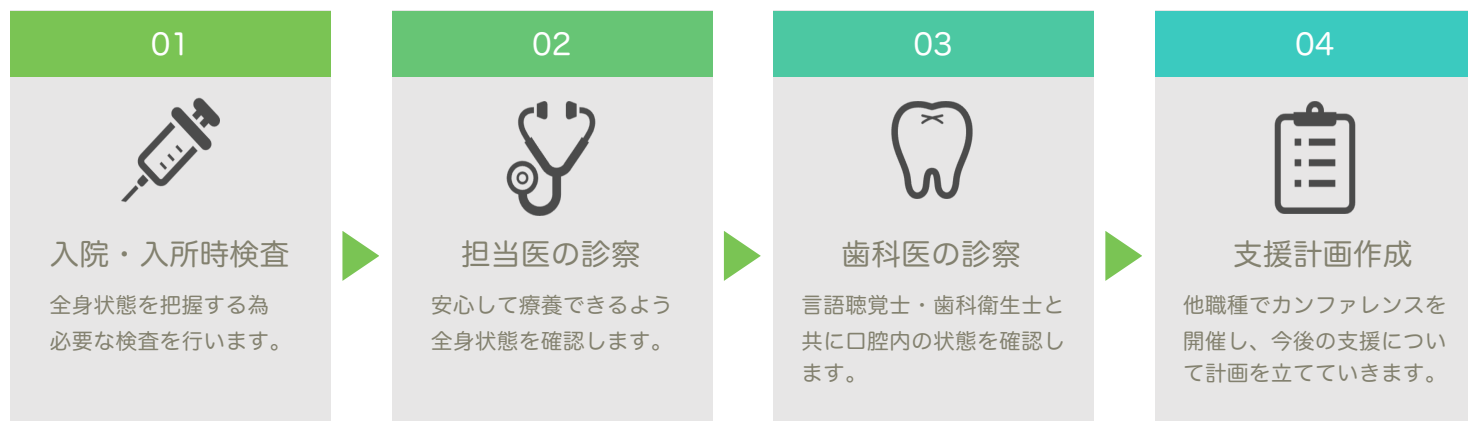 01
入院・入所時検査
全身状態を把握する為
必要な検査を行います。
02
担当医の診察
安心して療養できるよう
全身状態を確認します。
03
歯科医の診察
言語聴覚士・歯科衛生士と
共に口腔内の状態を確認し
ます。
04
支援計画作成
他職種でカンファレンスを
開催し、今後の支援につい
て計画を立てていきます。